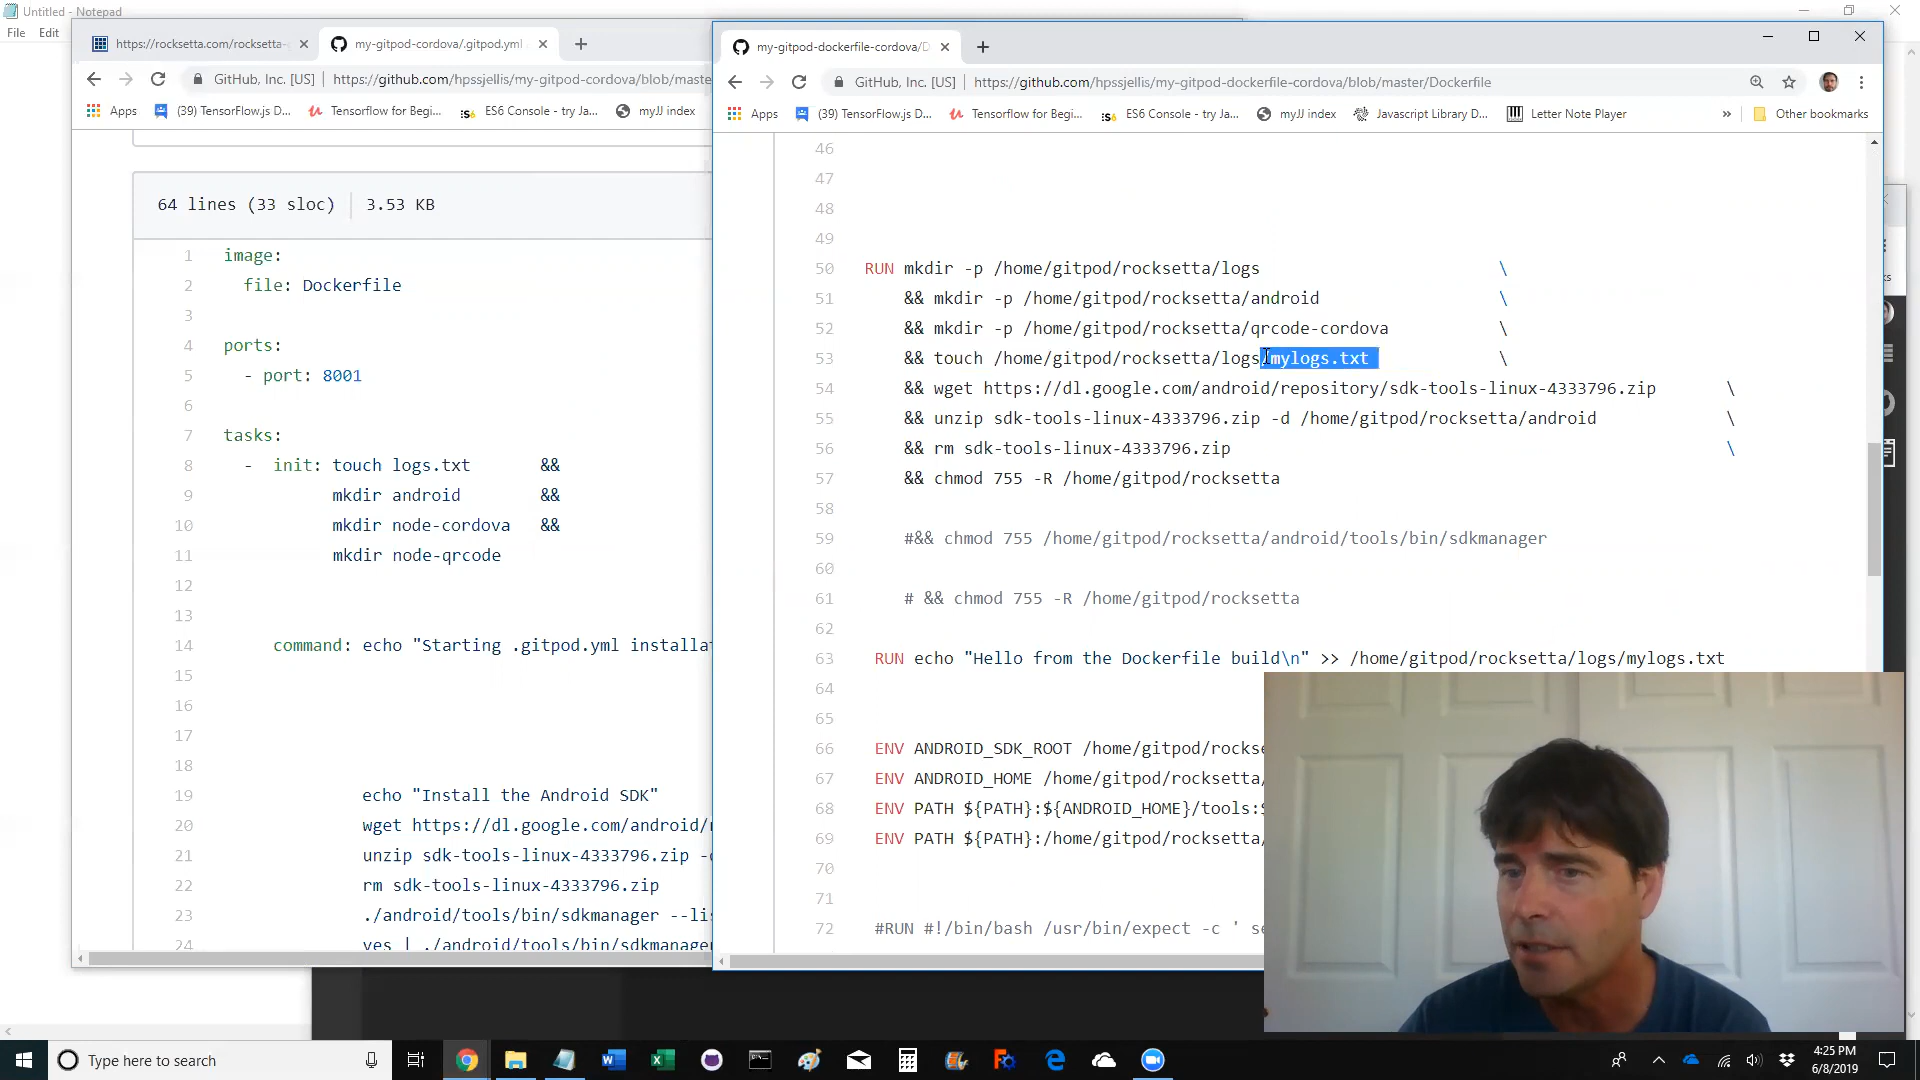 Untitled - Notepad
File Edit
https://rocksetta.com/rocksetta-
my-gitpod-cordova/.gitpod.yml
GitHub, Inc. [US] https://github.com/hpssjellis/my-gitpod-cordova/blob/master
Apps (39) TensorFlow.js D... Tensorflow for Begi... ES6 Console - try Ja... myJJ index
64 lines (33 sloc) 3.53 KB
1 image:
2 file: Dockerfile
3
4 ports:
5 - port: 8001
6
7 tasks:
8 - init: touch logs.txt &&
9 mkdir android &&
10 mkdir node-cordova &&
11 mkdir node-qrcode
12
13
14 command: echo "Starting .gitpod.yml installat
15
16
17
18
19 echo "Install the Android SDK"
20 wget https://dl.google.com/android/r
21 unzip sdk-tools-linux-4333796.zip -d
22 rm sdk-tools-linux-4333796.zip
23 ./android/tools/bin/sdkmanager --lis
24 yes | ./android/tools/bin/sdkmanager
my-gitpod-dockerfile-cordova/D
GitHub, Inc. [US] https://github.com/hpssjellis/my-gitpod-dockerfile-cordova/blob/master/Dockerfile
Apps (39) TensorFlow.js D... Tensorflow for Begi... ES6 Console - try Ja... myJJ index Javascript Library D... Letter Note Player » Other bookmarks
46
47
48
49
50 RUN mkdir -p /home/gitpod/rocksetta/logs \
51 && mkdir -p /home/gitpod/rocksetta/android \
52 && mkdir -p /home/gitpod/rocksetta/qrcode-cordova \
53 && touch /home/gitpod/rocksetta/logs/mylogs.txt \
54 && wget https://dl.google.com/android/repository/sdk-tools-linux-4333796.zip \
55 && unzip sdk-tools-linux-4333796.zip -d /home/gitpod/rocksetta/android \
56 && rm sdk-tools-linux-4333796.zip \
57 && chmod 755 -R /home/gitpod/rocksetta
58
59 #&& chmod 755 /home/gitpod/rocksetta/android/tools/bin/sdkmanager
60
61 # && chmod 755 -R /home/gitpod/rocksetta
62
63 RUN echo "Hello from the Dockerfile build\n" >> /home/gitpod/rocksetta/logs/mylogs.txt
64
65
66 ENV ANDROID_SDK_ROOT /home/gitpod/rockse
67 ENV ANDROID_HOME /home/gitpod/rocksetta/
68 ENV PATH ${PATH}:${ANDROID_HOME}/tools:$
69 ENV PATH ${PATH}:/home/gitpod/rocksetta/
70
71
72 #RUN #!/bin/bash /usr/bin/expect -c ' se
Type here to search
4:25 PM
6/8/2019